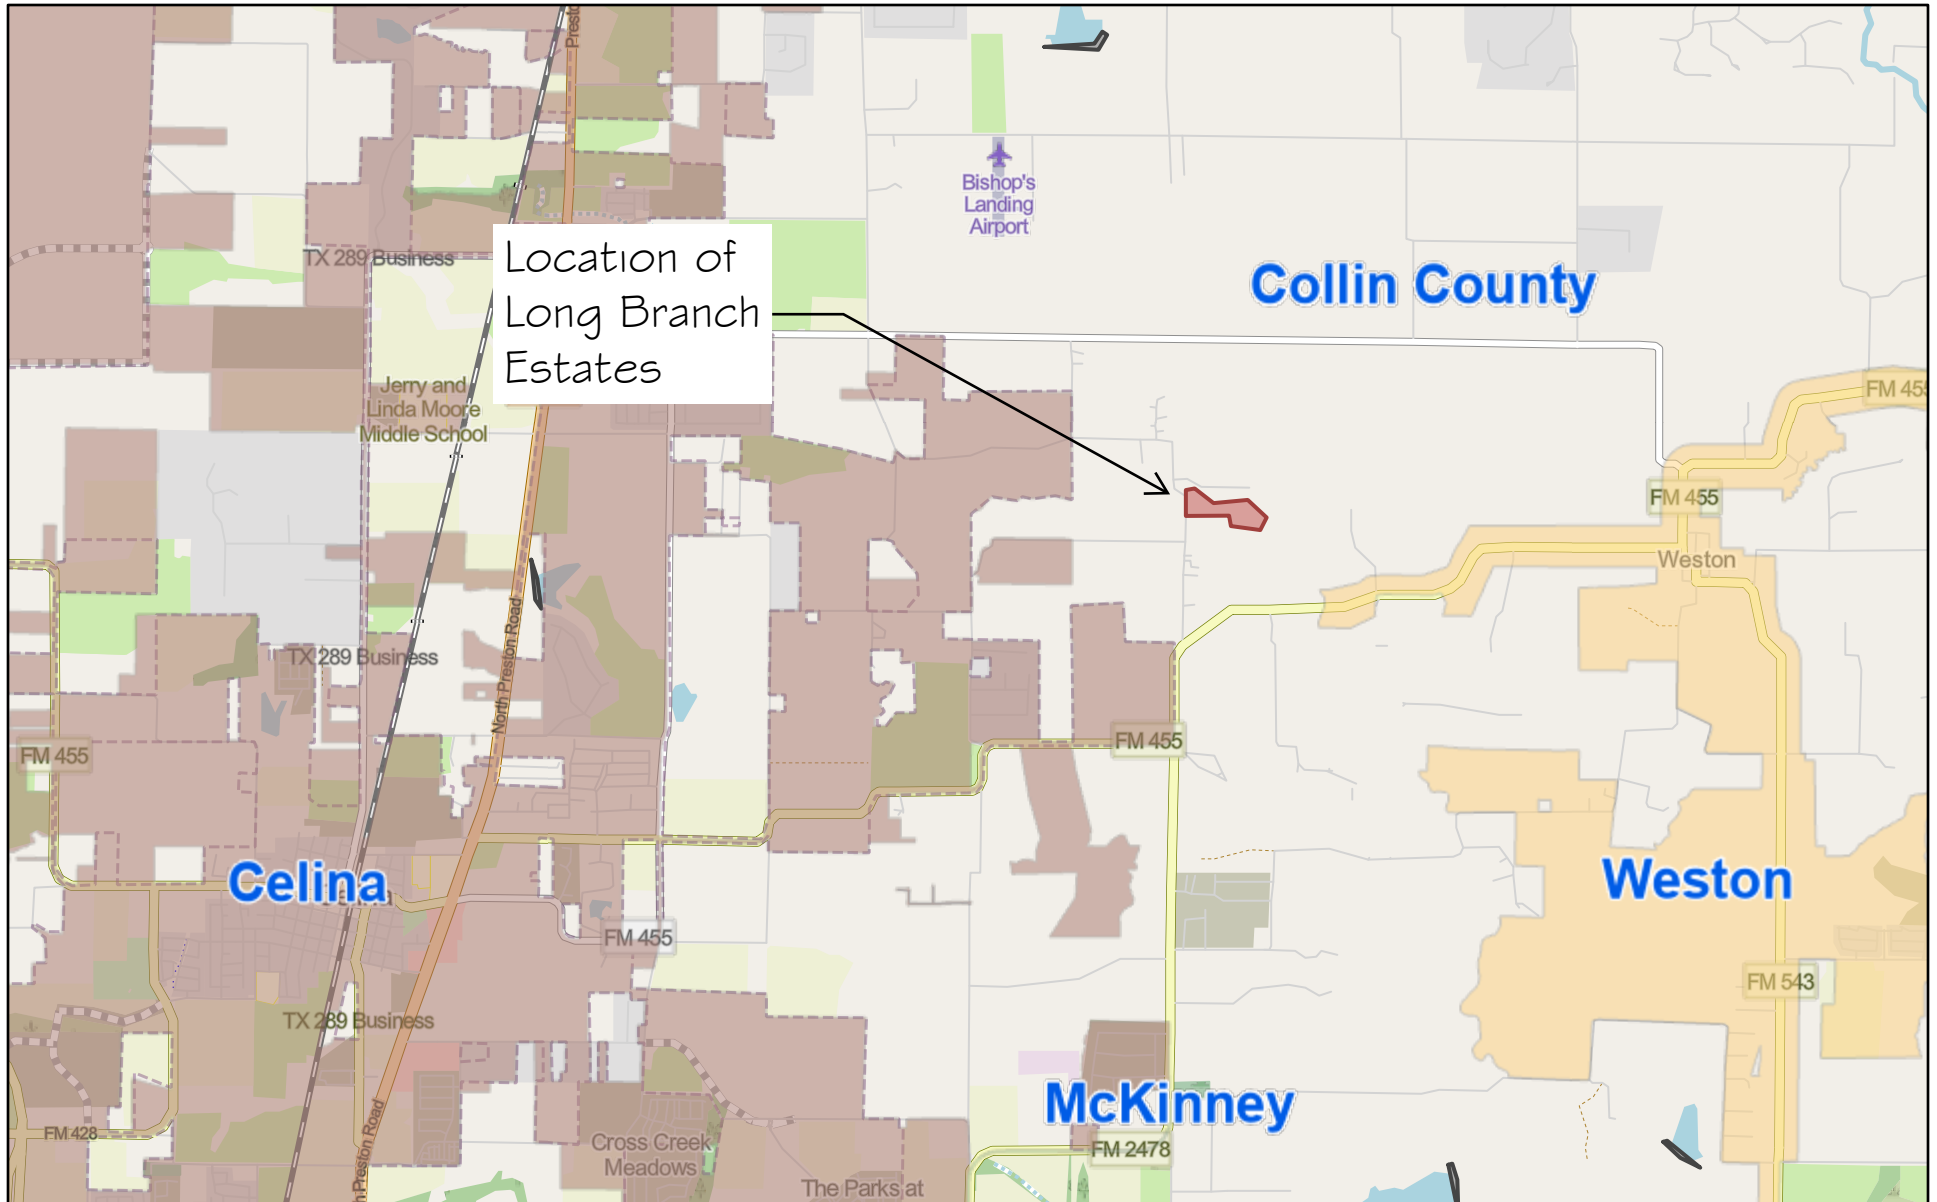 Presto
Bishop's
Landing
Airport
TX 289 Business
Location of
Long Branch
Estates
Collin County
Jerry and
Linda Moore
Middle School
FM 455
FM 455
Weston
North Preston Road
TX 289 Business
FM 455
FM 455
Celina
Weston
FM 455
FM 543
TX 289 Business
McKinney
FM 428
Cross Creek
Meadows
FM 2478
h Preston Road
The Parks at